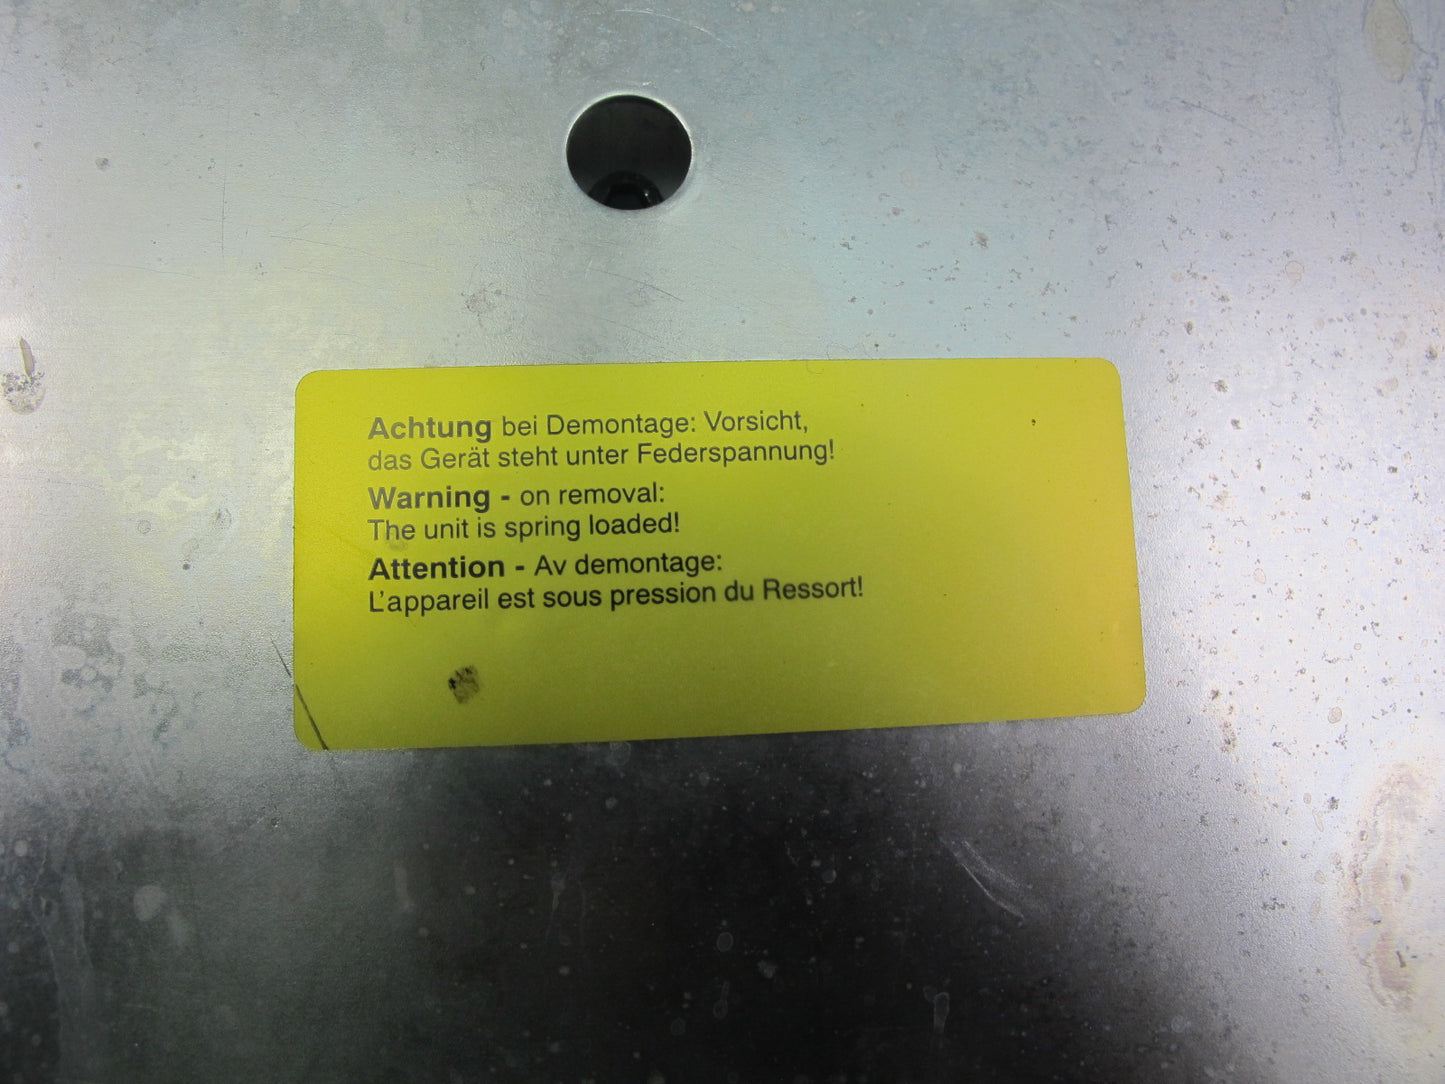 Achtung bei Demontage: Vorsicht,
das Gerät steht unter Federspannung!
Warning - on removal:
The unit is spring loaded!
Attention - Av demontage:
L'appareil est sous pression du Ressort!